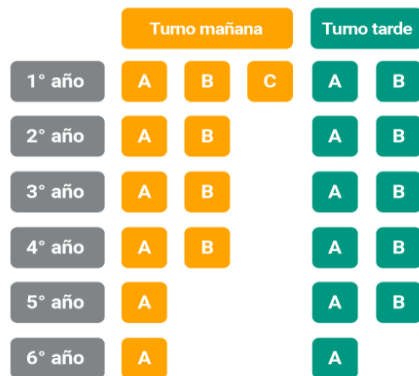 Turno mañana Turno tarde
1° año A B C A B
2° año A B A B
3° año A B A B
4° año A B A B
5° año A A B
6° año A A